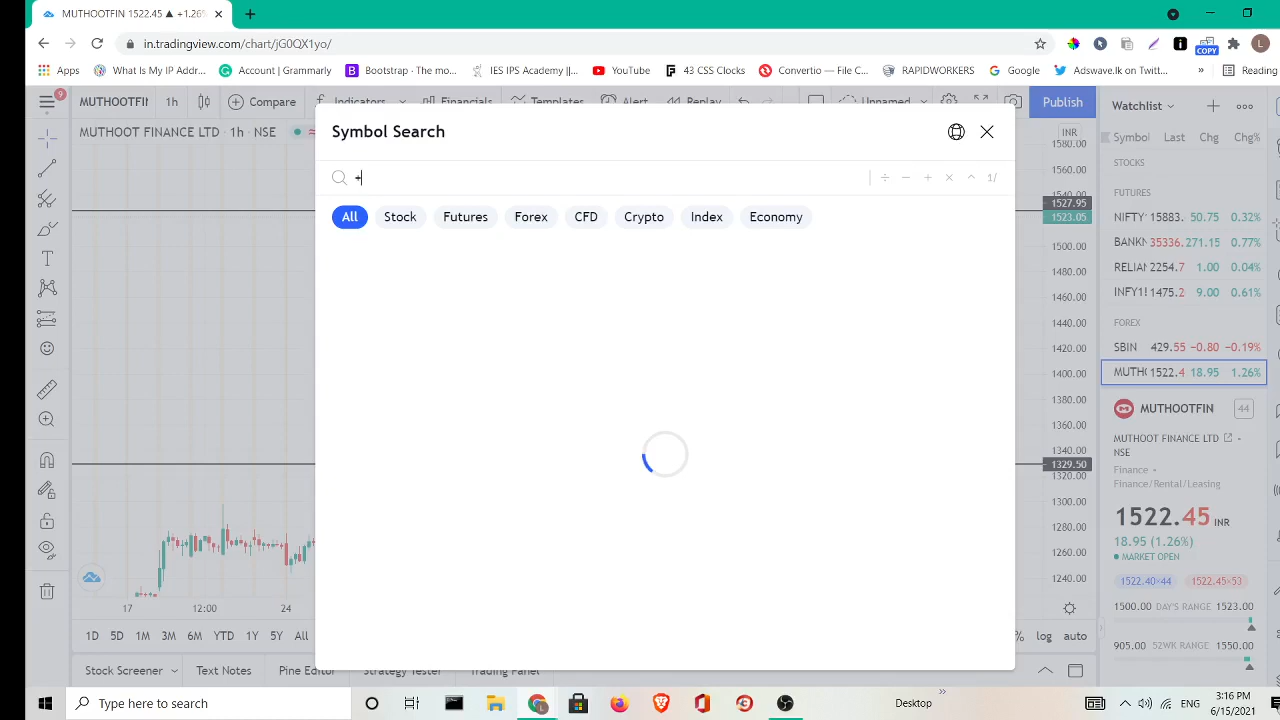 MUTHOOTFIN 1522.45 ▲ +1.26%
in.tradingview.com/chart/jG0QX1yo/
COPY
L
Apps
What Is My IP Addr...
Account | Grammarly
Bootstrap - The mo...
IES |PS Academy ||...
YouTube
43 CSS Clocks
Convertio — File C...
RAPIDWORKERS
Google
Adswave.lk on Twit...
»
Reading
9
MUTHOOTFIN
1h
Compare
Indicators
Financials
Templates
Alert
Replay
Unnamed
Publish
Watchlist
MUTHOOT FINANCE LTD · 1h · NSE
Symbol Search
+
÷ − + × ^ 1/
All
Stock
Futures
Forex
CFD
Crypto
Index
Economy
INR
1580.00
1560.00
1540.00
1527.95
1523.05
1500.00
1480.00
1460.00
1440.00
1420.00
1400.00
1380.00
1360.00
1340.00
1329.50
1320.00
1300.00
1280.00
1260.00
1240.00
Symbol Last Chg Chg%
STOCKS
FUTURES
NIFTY 15883. 50.75 0.32%
BANKN 35336. 271.15 0.77%
RELIAN 2254.7 1.00 0.04%
INFY1! 1475.2 9.00 0.61%
FOREX
SBIN 429.55 −0.80 −0.19%
MUTHO 1522.4 18.95 1.26%
MUTHOOTFIN
44
MUTHOOT FINANCE LTD
NSE
Finance
Finance/Rental/Leasing
1522.45 INR
18.95 (1.26%)
MARKET OPEN
1522.40×44
1522.45×53
1500.00 DAY'S RANGE 1523.00
905.00 52WK RANGE 1550.00
17
12:00
24
1D 5D 1M 3M 6M YTD 1Y 5Y All
% log auto
Stock Screener
Text Notes
Pine Editor
Strategy Tester
Trading Panel
Type here to search
Desktop
»
ENG
3:16 PM
6/15/2021